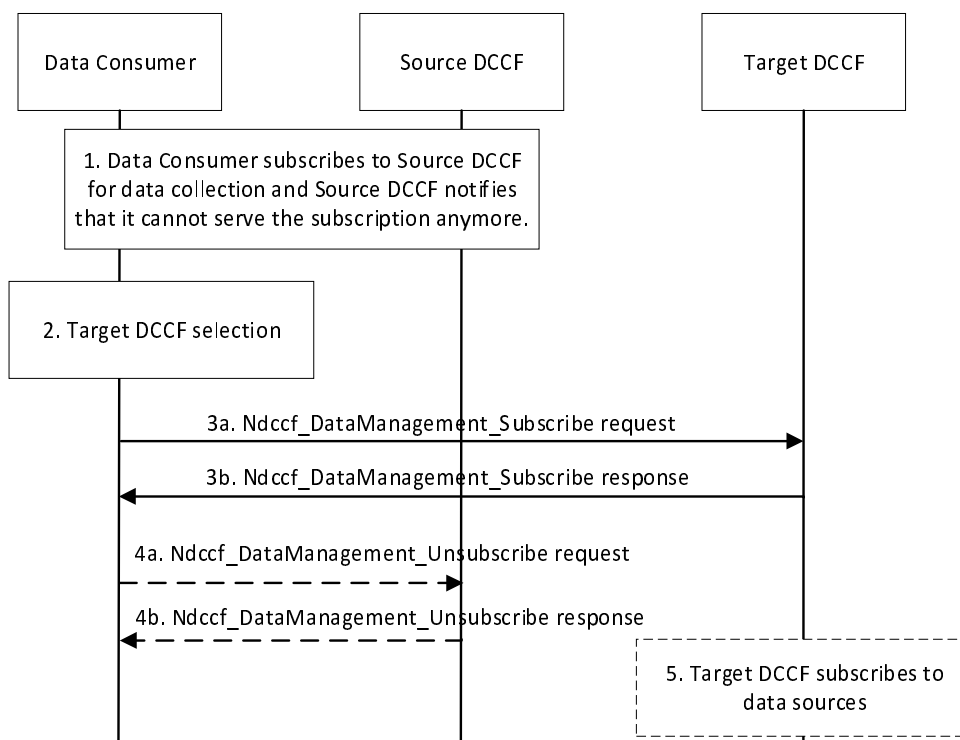 Data Consumer
Source DCCF
Target DCCF
1. Data Consumer subscribes to Source DCCF
for data collection and Source DCCF notifies
that it cannot serve the subscription anymore.
2. Target DCCF selection
3a. Ndccf_DataManagement_Subscribe request
3b. Ndccf_DataManagement_Subscribe response
4a. Ndccf_DataManagement_Unsubscribe request
4b. Ndccf_DataManagement_Unsubscribe response
5. Target DCCF subscribes to
data sources